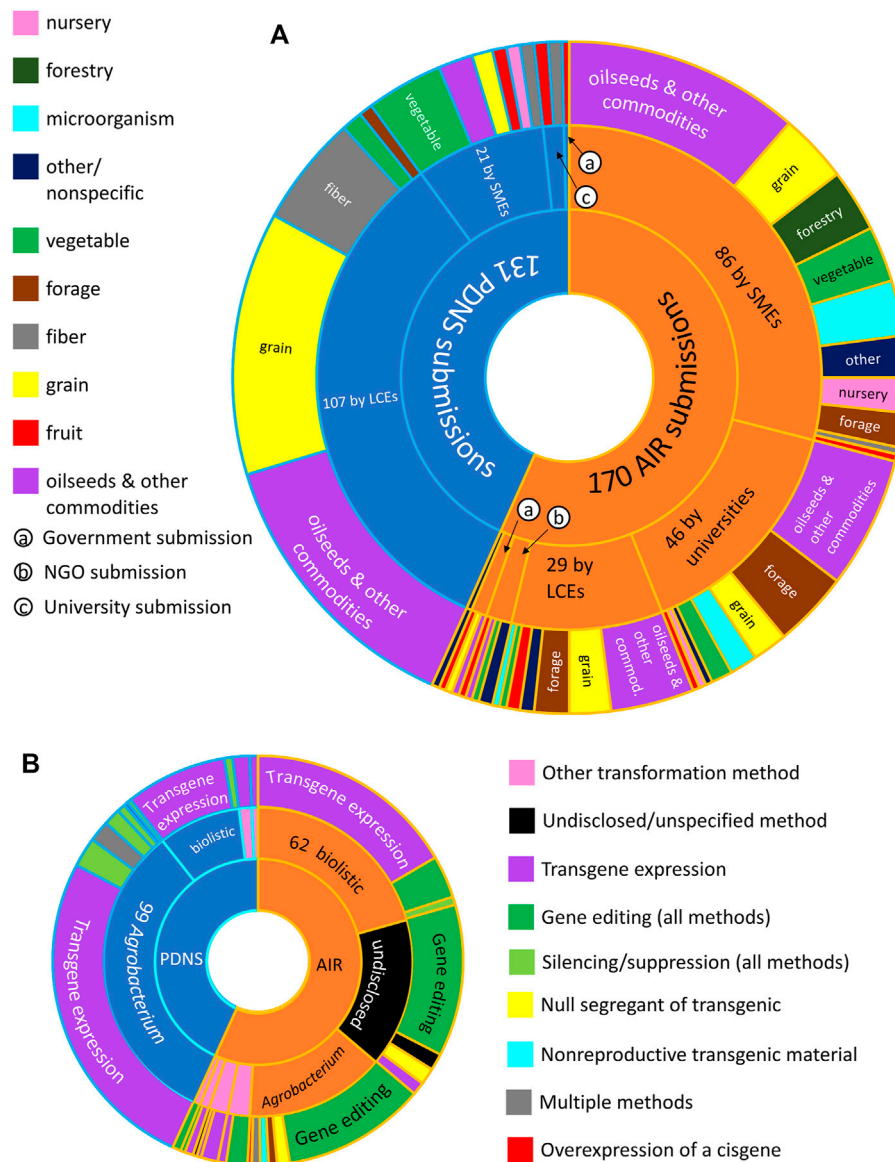 nursery
forestry
microorganism
other/
nonspecific
vegetable
forage
fiber
grain
fruit
oilseeds & other
commodities
a Government submission
b NGO submission
c University submission
A
oilseeds & other
commodities
grain
forestry
vegetable
other
nursery
forage
oilseeds &
other
commodities
forage
grain
oilseeds &
other
commod.
grain
forage
oilseeds & other
commodities
grain
fiber
vegetable
86 by SMEs
46 by
universities
29 by
LCEs
107 by LCEs
21 by SMEs
170 AIR submissions
131 PDNS submissions
a
c
a
b
B
Transgene expression
Gene editing
Gene editing
Transgene expression
Transgene
expression
62 biolistic
undisclosed
Agrobacterium
99 Agrobacterium
biolistic
PDNS
AIR
Other transformation method
Undisclosed/unspecified method
Transgene expression
Gene editing (all methods)
Silencing/suppression (all methods)
Null segregant of transgenic
Nonreproductive transgenic material
Multiple methods
Overexpression of a cisgene